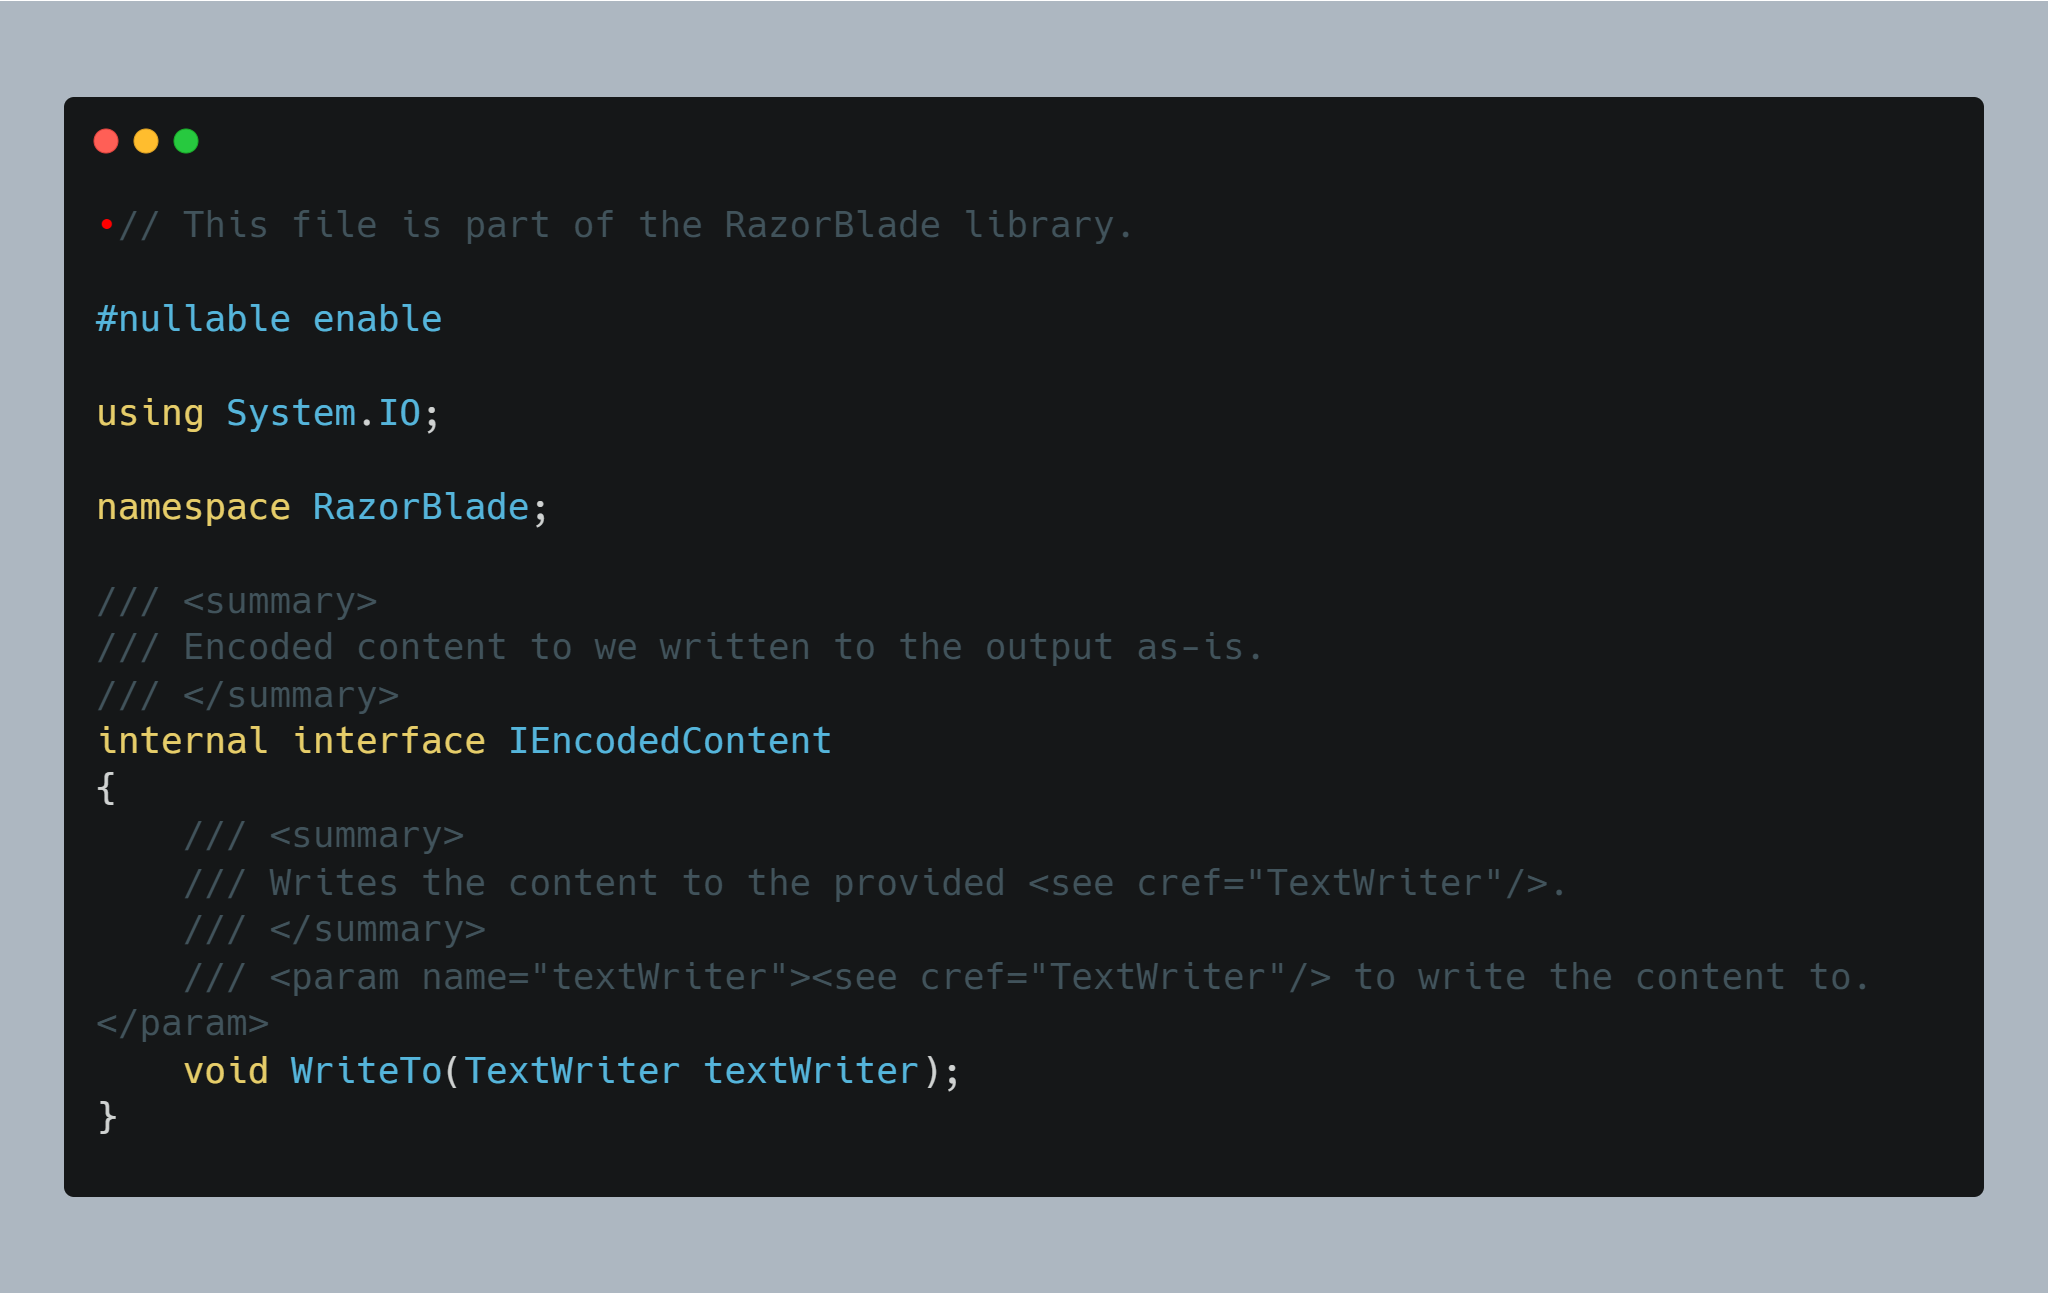 •// This file is part of the RazorBlade library.

#nullable enable

using System.IO;

namespace RazorBlade;

/// <summary>
/// Encoded content to we written to the output as-is.
/// </summary>
internal interface IEncodedContent
{
    /// <summary>
    /// Writes the content to the provided <see cref="TextWriter"/>.
    /// </summary>
    /// <param name="textWriter"><see cref="TextWriter"/> to write the content to.
</param>
    void WriteTo(TextWriter textWriter);
}